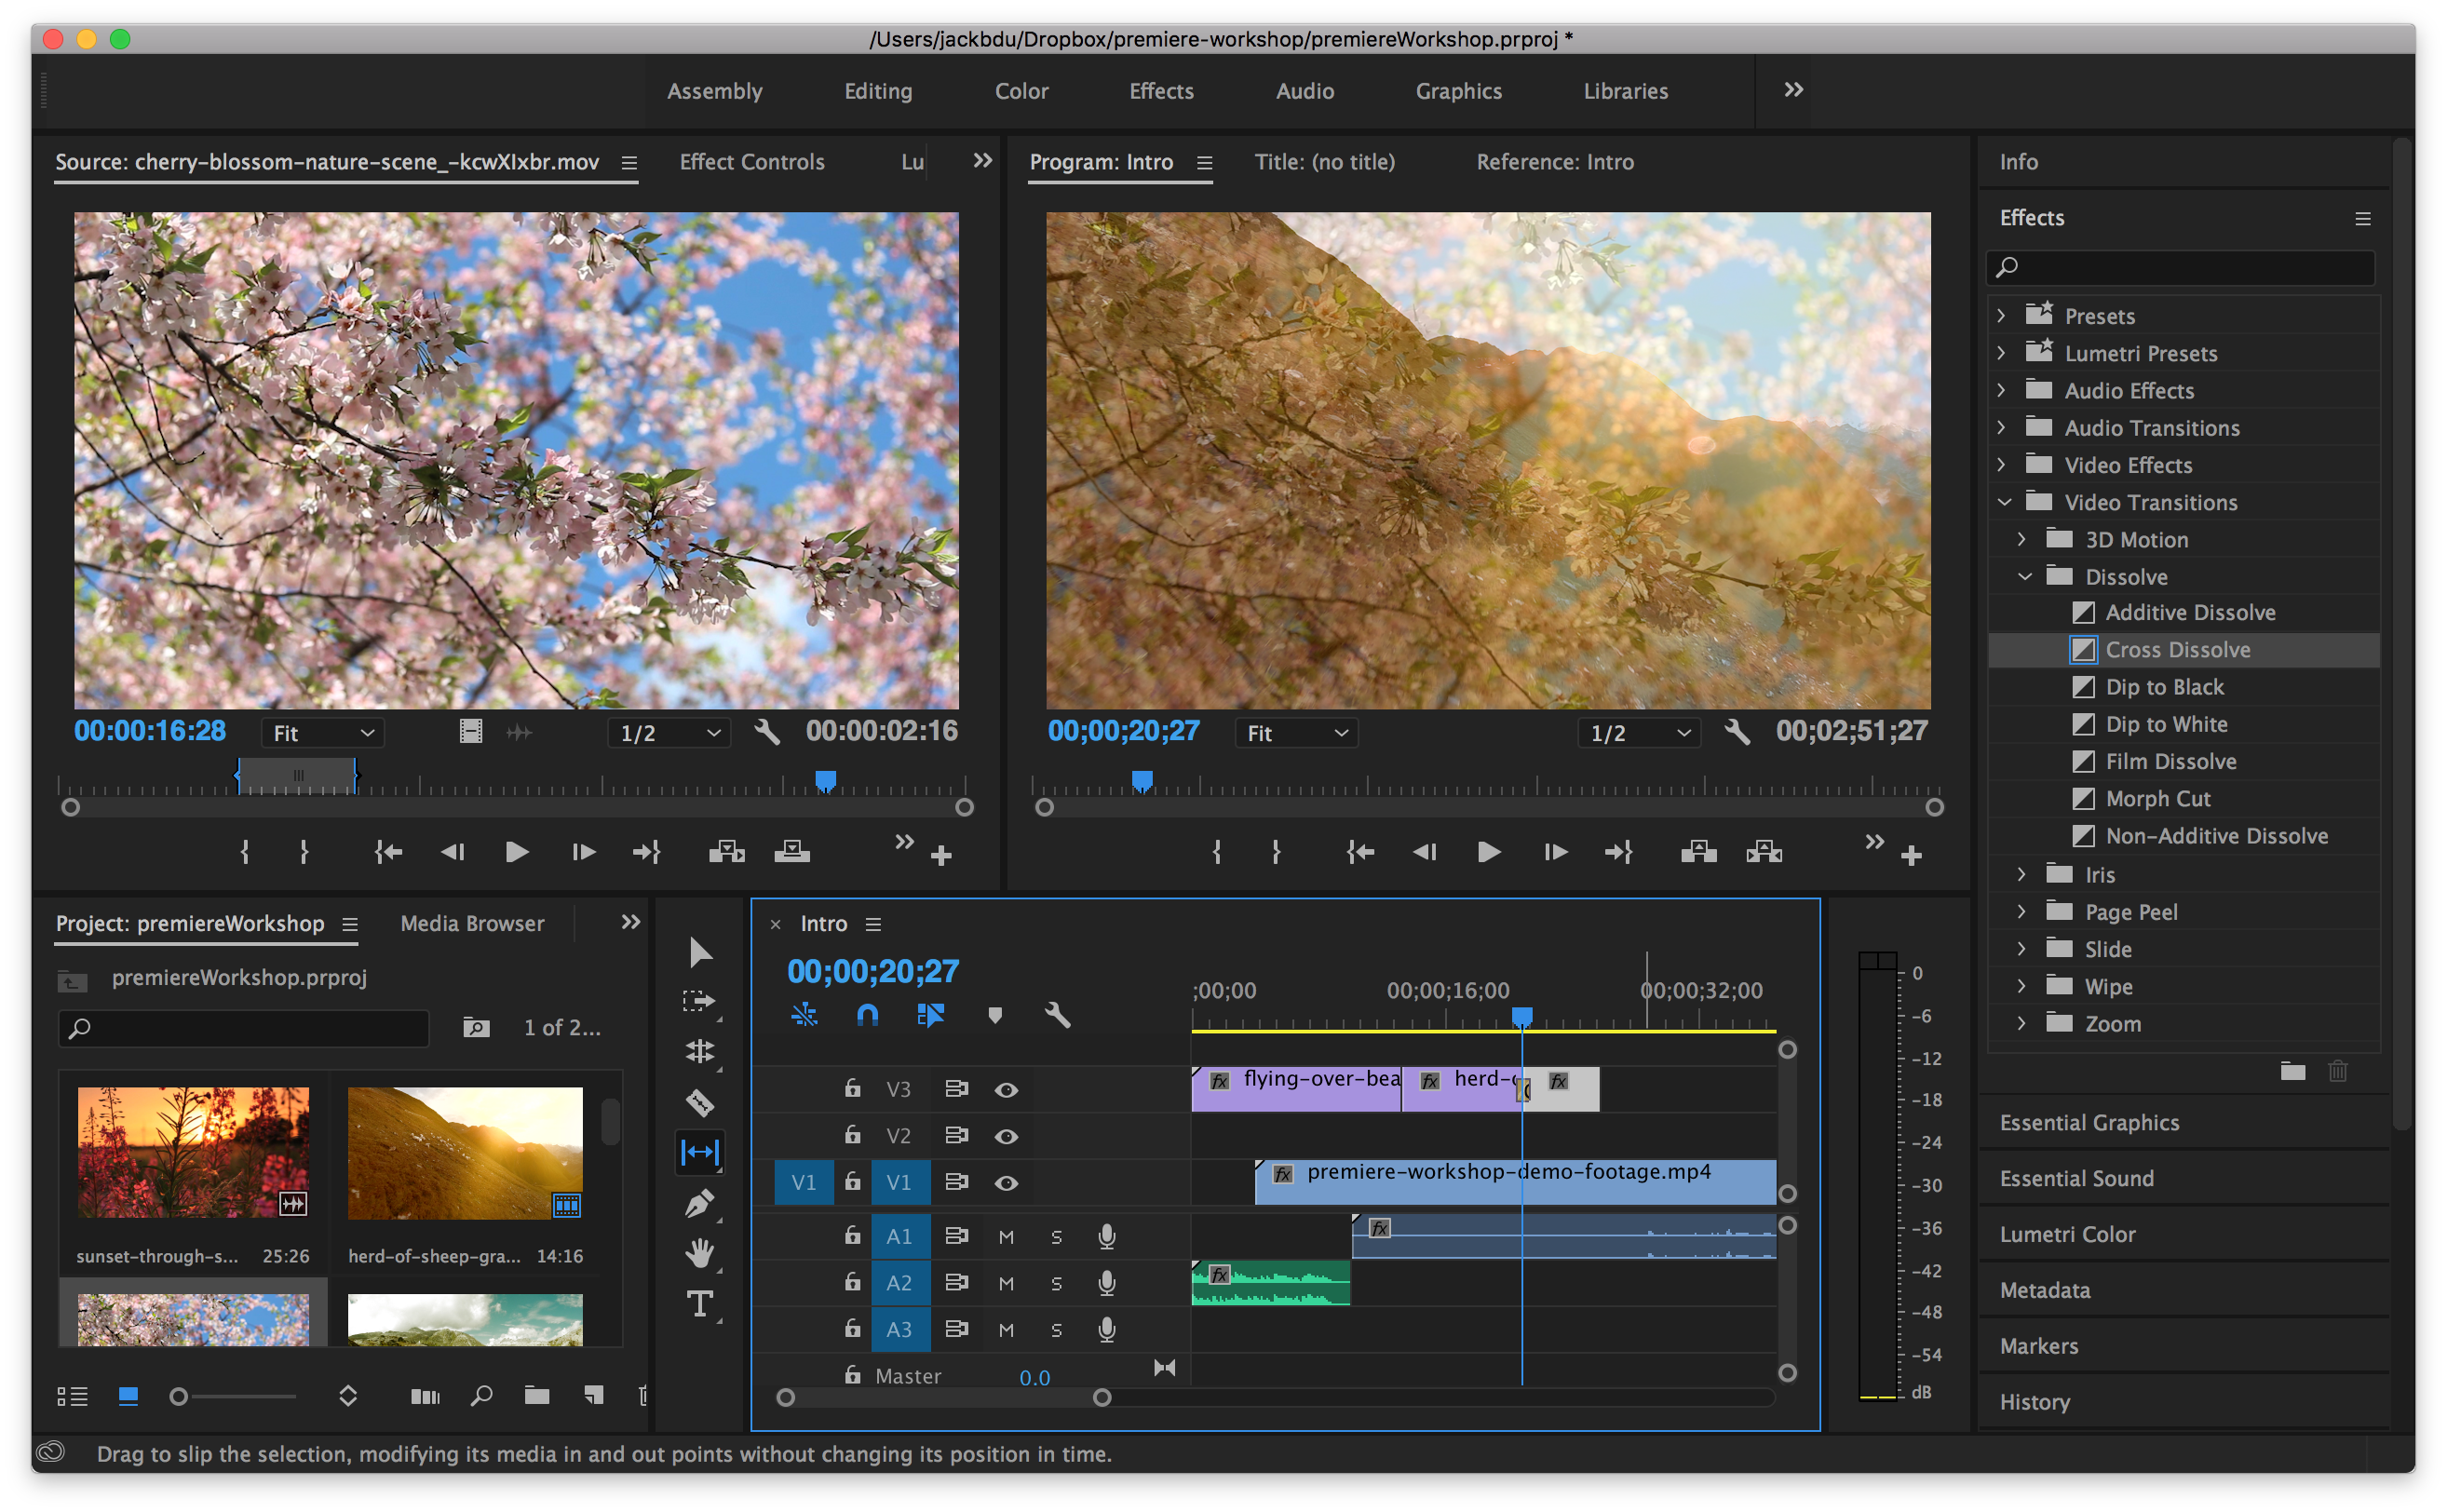 /Users/jackbdu/Dropbox/premiere-workshop/premiereWorkshop.prproj *
Assembly Editing Color Effects Audio Graphics Libraries
Source: cherry-blossom-nature-scene_-kcwXIxbr.mov Effect Controls Lu
00:00:16:28 Fit 1/2 00:00:02:16
Program: Intro Title: (no title) Reference: Intro
00;00;20;27 Fit 1/2 00;02;51;27
Project: premiereWorkshop Media Browser
premiereWorkshop.prproj
1 of 2...
sunset-through-s... 25:26 herd-of-sheep-gra... 14:16
T
Intro
00;00;20;27
;00;00 00;00;16;00 00;00;32;00
V3 fx flying-over-bea fx herd-o fx
V2
V1 V1 fx premiere-workshop-demo-footage.mp4
A1 M S fx
A2 M S fx
A3 M S
Master 0.0
0
-6
-12
-18
-24
-30
-36
-42
-48
-54
dB
Info
Effects
Presets
Lumetri Presets
Audio Effects
Audio Transitions
Video Effects
Video Transitions
3D Motion
Dissolve
Additive Dissolve
Cross Dissolve
Dip to Black
Dip to White
Film Dissolve
Morph Cut
Non-Additive Dissolve
Iris
Page Peel
Slide
Wipe
Zoom
Essential Graphics
Essential Sound
Lumetri Color
Metadata
Markers
History
Drag to slip the selection, modifying its media in and out points without changing its position in time.